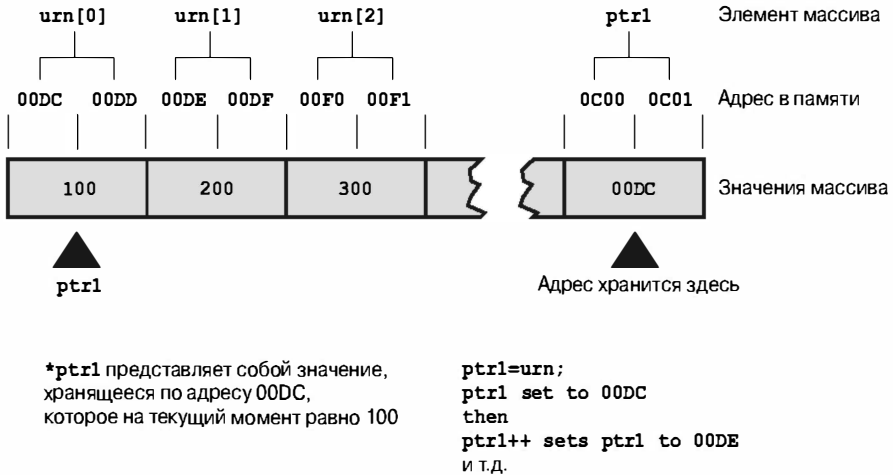 urn[0] urn[1] urn[2] ptr1 Элемент массива
00DC 00DD 00DE 00DF 00F0 00F1 0C00 0C01 Адрес в памяти
100 200 300 00DC Значения массива
ptr1 Адрес хранится здесь
*ptr1 представляет собой значение,
хранящееся по адресу 00DC,
которое на текущий момент равно 100
ptr1=urn;
ptr1 set to 00DC
then
ptr1++ sets ptr1 to 00DE
и т.д.